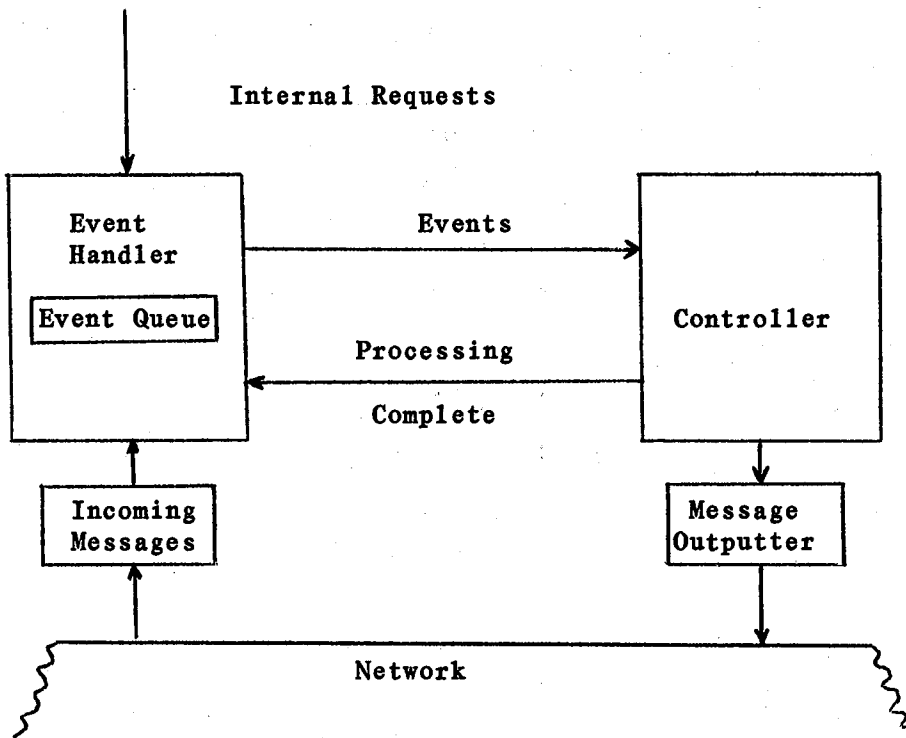 Internal Requests
Event
Handler
Event Queue
Events
Processing
Complete
Controller
Incoming
Messages
Message
Outputter
Network